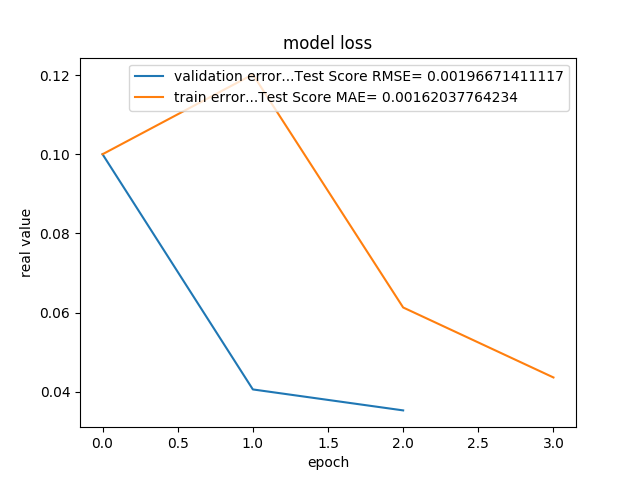 model loss
validation error...Test Score RMSE= 0.00196671411117
train error...Test Score MAE= 0.00162037764234
0.12
0.10
0.08
0.06
0.04
real value
0.0 0.5 1.0 1.5 2.0 2.5 3.0
epoch